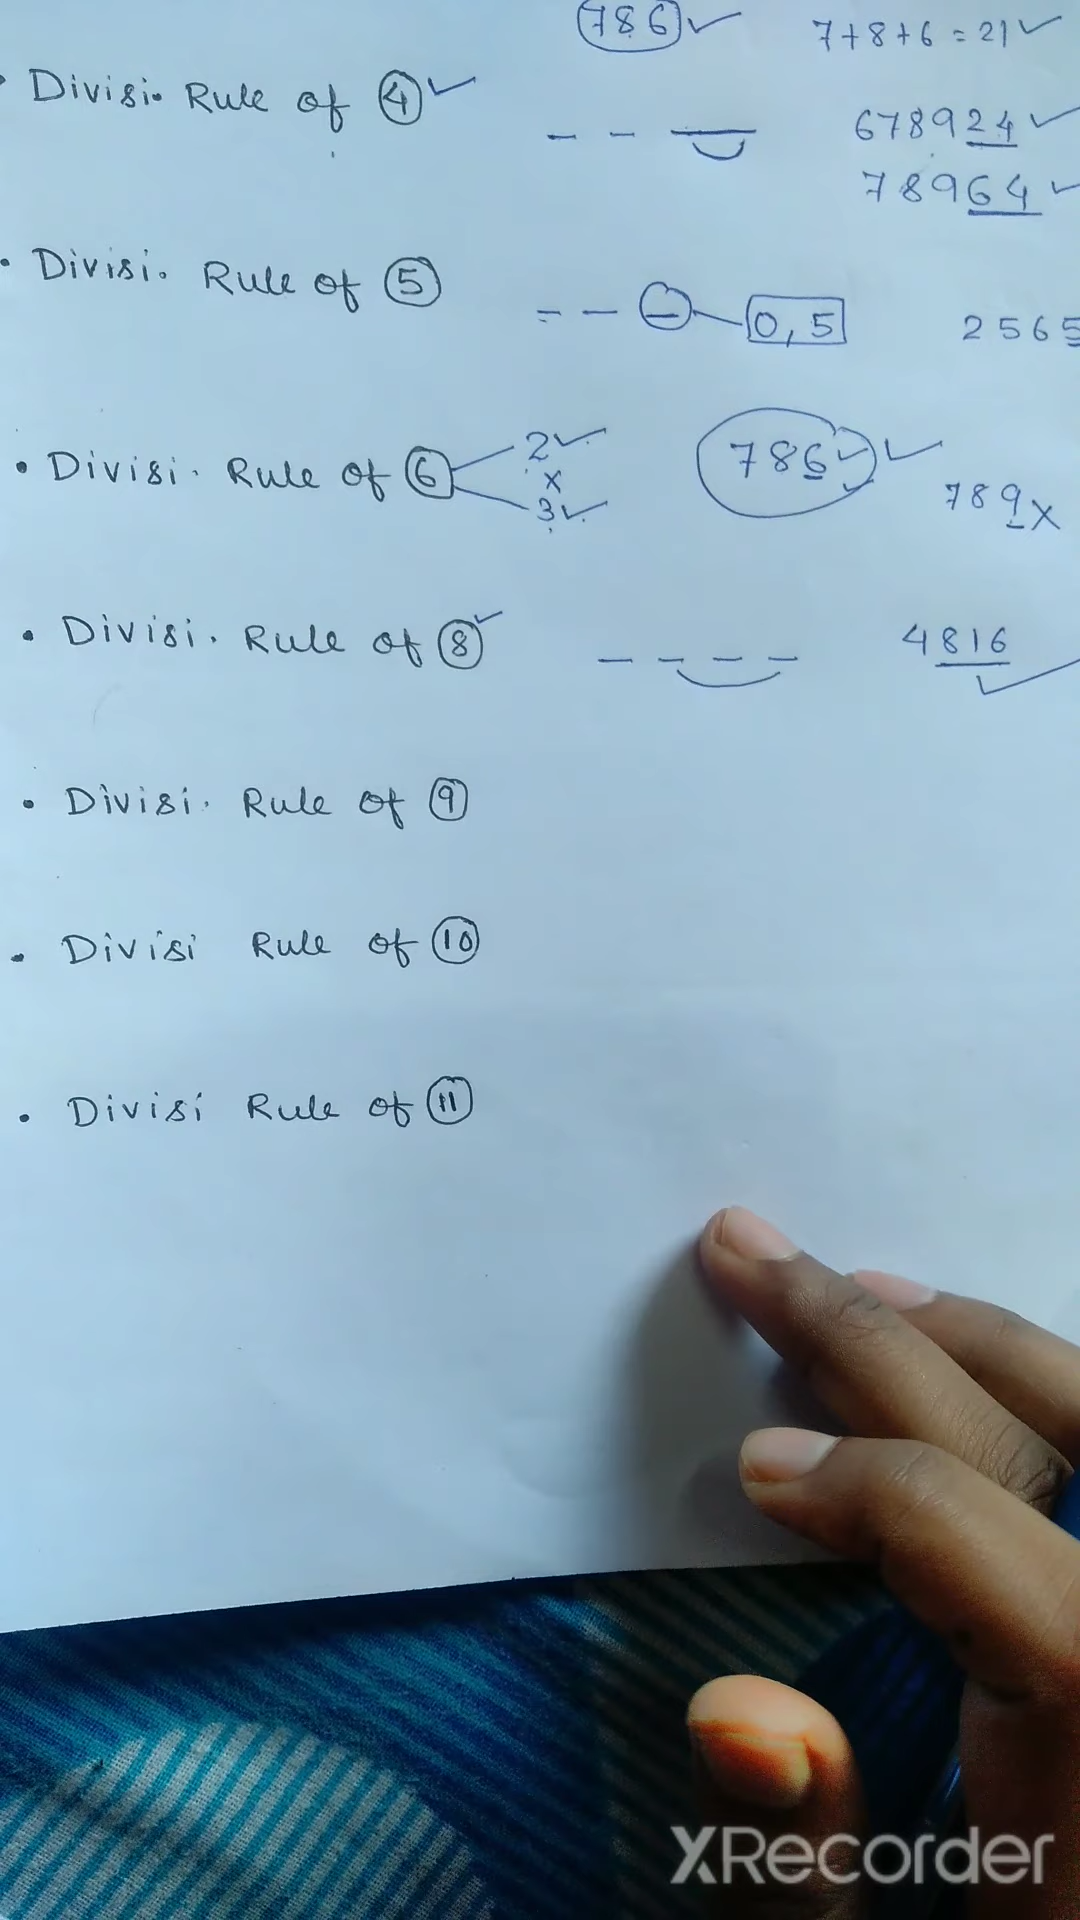 786 ✓ 7+8+6 = 21 ✓
Divisi. Rule of 4 ✓
678924 ✓
78964 ✓
• Divisi. Rule of 5
0, 5 2565
• Divisi. Rule of 6 2 ✓ x 3 ✓ 786 ✓ ✓
789 x
• Divisi. Rule of 8 ✓ 4816 ✓
• Divisi. Rule of 9
• Divisi Rule of 10
• Divisi Rule of 11
XRecorder